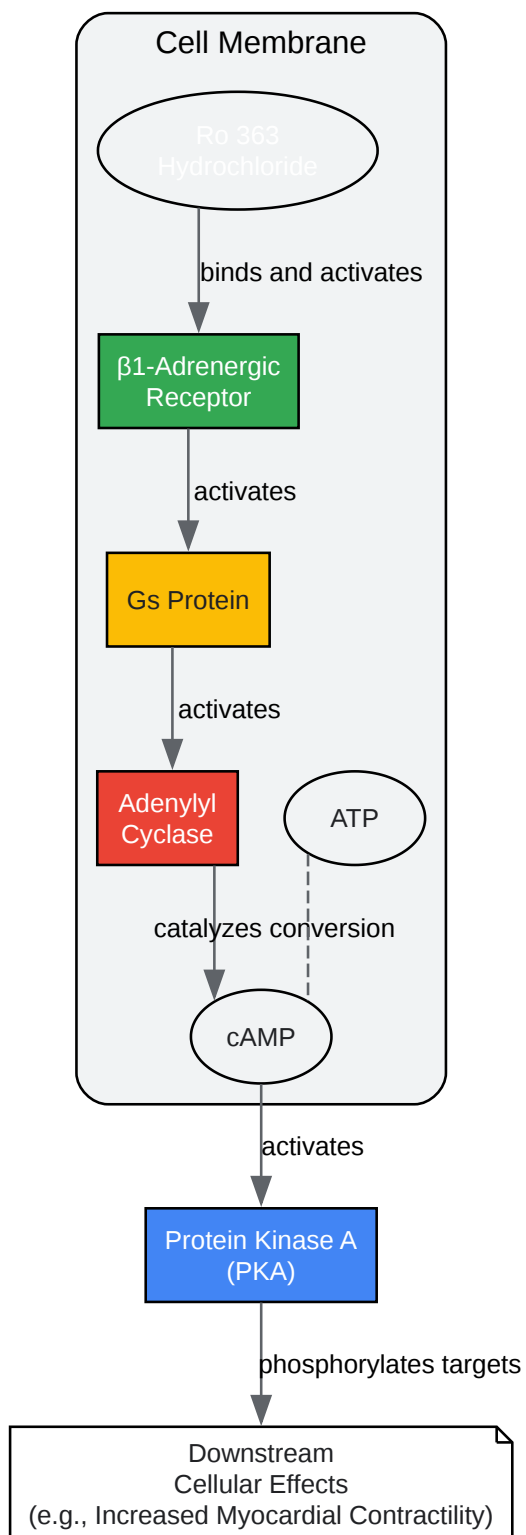 Cell Membrane
Ro 363
Hydrochloride
binds and activates
β1-Adrenergic
Receptor
activates
Gs Protein
activates
Adenylyl
Cyclase
ATP
catalyzes conversion
cAMP
activates
Protein Kinase A
(PKA)
phosphorylates targets
Downstream
Cellular Effects
(e.g., Increased Myocardial Contractility)